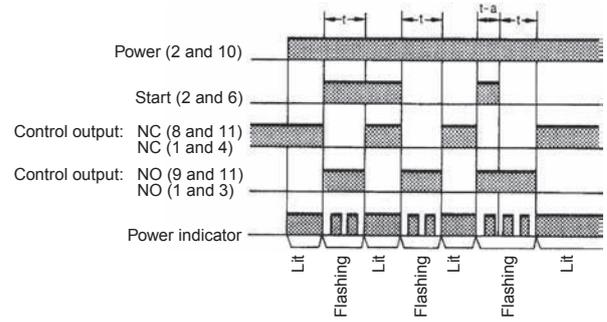 t t t-a t
Power (2 and 10)
Start (2 and 6)
Control output: NC (8 and 11)
NC (1 and 4)
Control output: NO (9 and 11)
NO (1 and 3)
Power indicator
Lit Flashing Lit Flashing Lit Flashing Lit